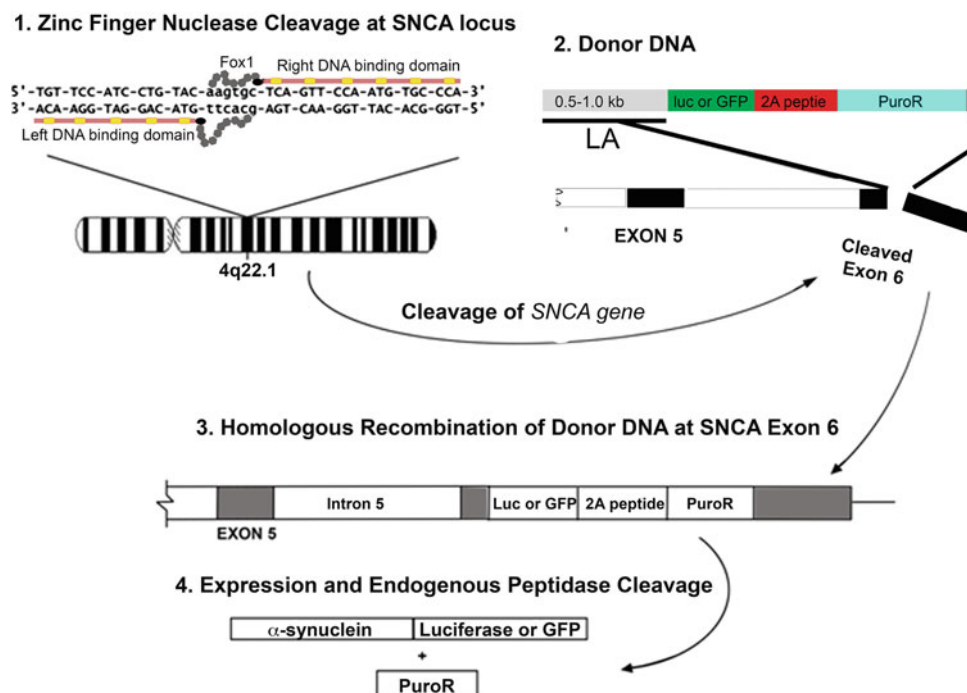 1. Zinc Finger Nuclease Cleavage at SNCA locus
Fox1
Right DNA binding domain
5'-TGT-TCC-ATC-CTG-TAC-aagtgc-TCA-GTT-CCA-ATG-TGC-CCA-3'
3'-ACA-AGG-TAG-GAC-ATG-ttcacg-AGT-CAA-GGT-TAC-ACG-GGT-5'
Left DNA binding domain
4q22.1
2. Donor DNA
0.5-1.0 kb
luc or GFP
2A peptie
PuroR
LA
EXON 5
Cleaved
Exon 6
Cleavage of SNCA gene
3. Homologous Recombination of Donor DNA at SNCA Exon 6
Intron 5
Luc or GFP
2A peptide
PuroR
EXON 5
4. Expression and Endogenous Peptidase Cleavage
α-synuclein
Luciferase or GFP
+
PuroR